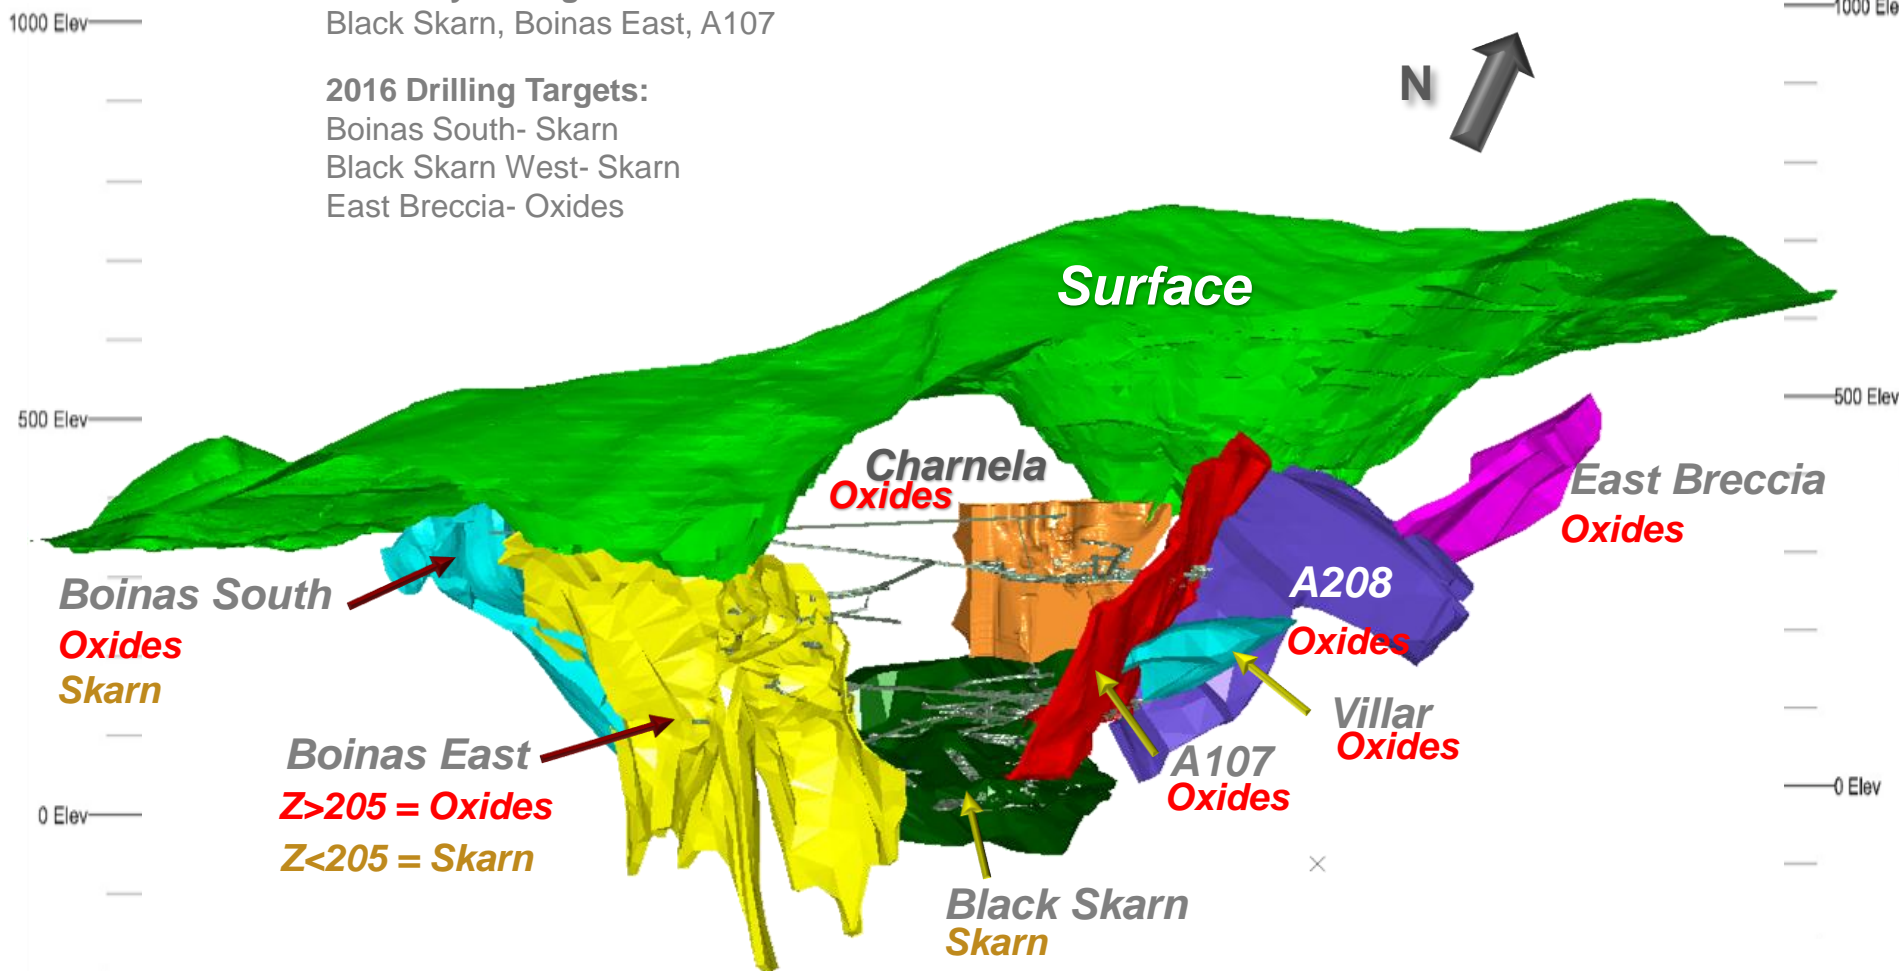 1000 Elev
Black Skarn, Boinas East, A107
2016 Drilling Targets:
Boinas South- Skarn
Black Skarn West- Skarn
East Breccia- Oxides
1000 Ele
N
Surface
500 Elev
500 Elev
Charnela
Oxides
East Breccia
Oxides
Boinas South
Oxides
Skarn
A208
Oxides
Villar
Oxides
Boinas East
Z>205 = Oxides
Z<205 = Skarn
A107
Oxides
0 Elev
0 Elev
Black Skarn
Skarn